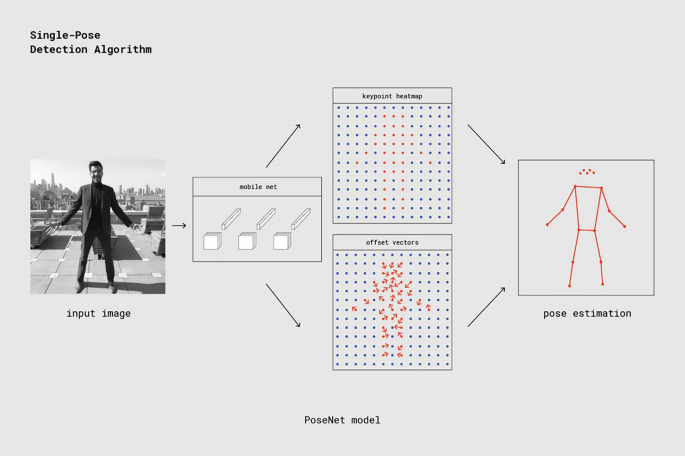 Single-Pose
Detection Algorithm
keypoint heatmap
mobile net
offset vectors
input image
pose estimation
PoseNet model